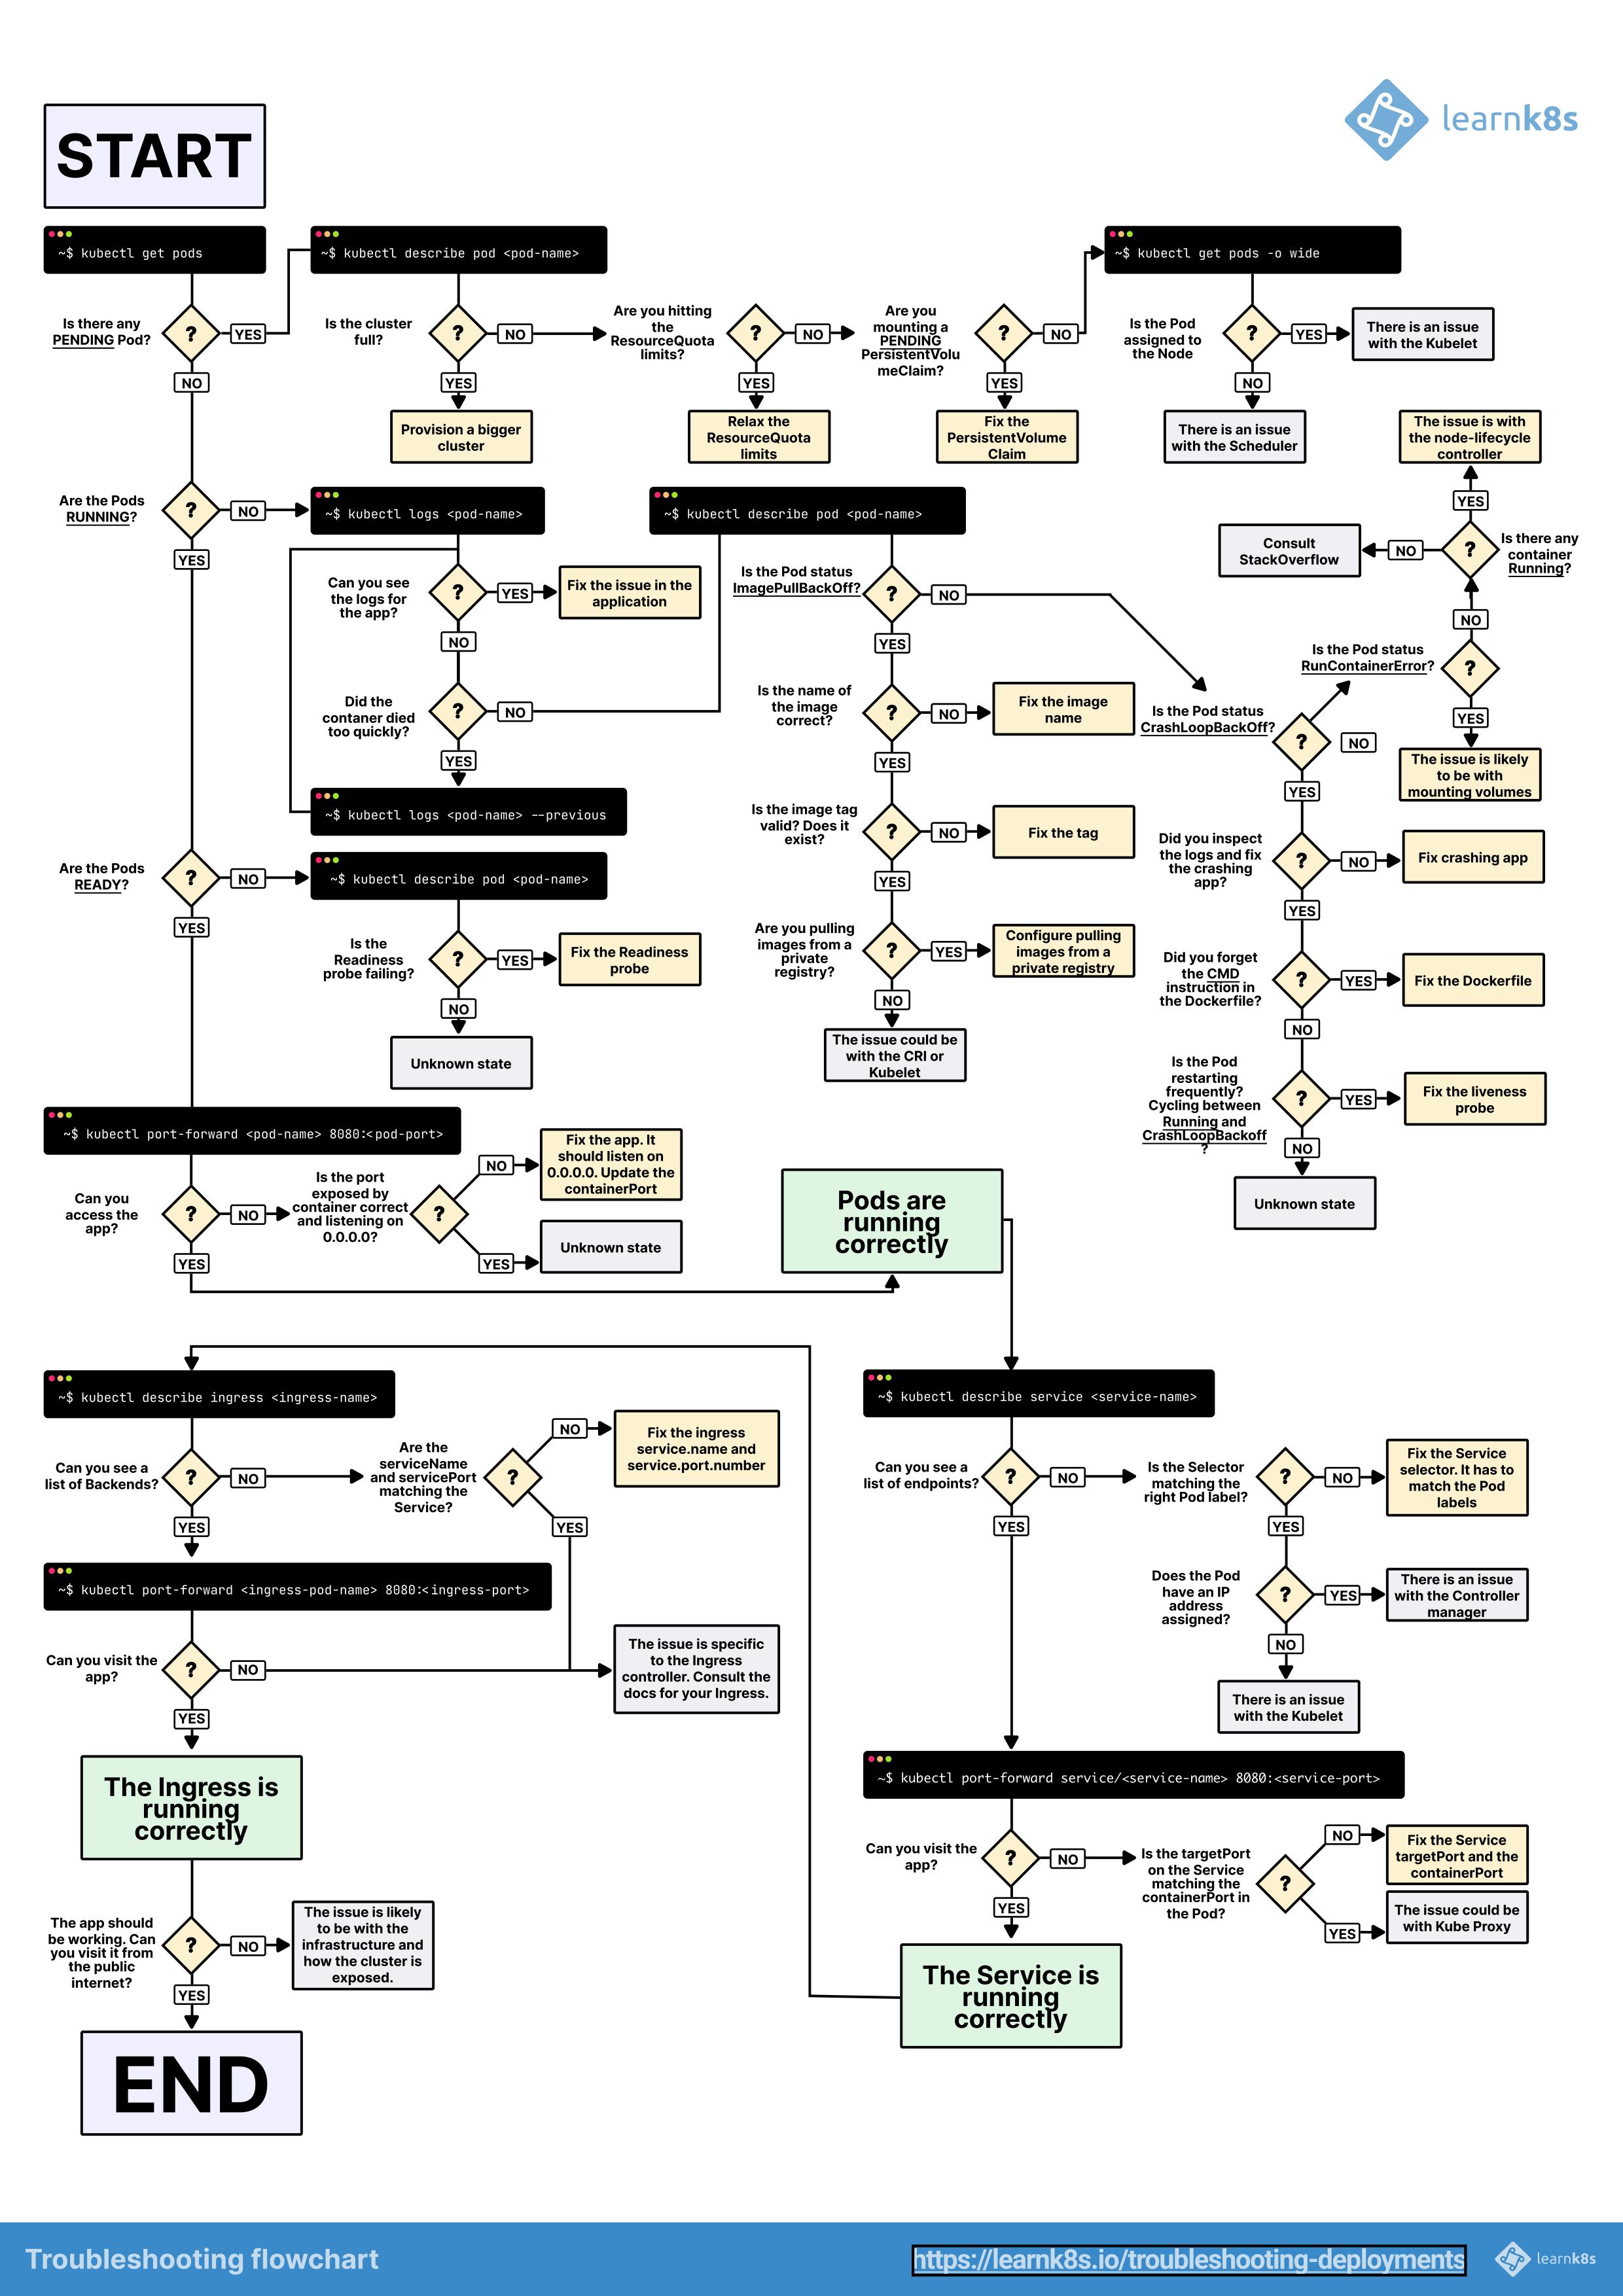 START
learnk8s
~$ kubectl get pods
Is there any
PENDING Pod?
?
YES
NO
~$ kubectl describe pod <pod-name>
Is the cluster
full?
?
NO
YES
Provision a bigger
cluster
Are you hitting
the
ResourceQuota
limits?
?
NO
YES
Relax the
ResourceQuota
limits
Are you
mounting a
PENDING
PersistentVolu
meClaim?
?
NO
YES
Fix the
PersistentVolume
Claim
~$ kubectl get pods -o wide
Is the Pod
assigned to
the Node
?
YES
There is an issue
with the Kubelet
NO
There is an issue
with the Scheduler
Are the Pods
RUNNING?
?
NO
YES
~$ kubectl logs <pod-name>
Can you see
the logs for
the app?
?
YES
Fix the issue in the
application
NO
Did the
contaner died
too quickly?
?
NO
YES
~$ kubectl logs <pod-name> --previous
~$ kubectl describe pod <pod-name>
Is the Pod status
ImagePullBackOff?
?
NO
YES
Is the name of
the image
correct?
?
NO
Fix the image
name
YES
Is the image tag
valid? Does it
exist?
?
NO
Fix the tag
YES
Are you pulling
images from a
private
registry?
?
YES
Configure pulling
images from a
private registry
NO
The issue could be
with the CRI or
Kubelet
The issue is with
the node-lifecycle
controller
YES
Consult
StackOverflow
NO
?
Is there any
container
Running?
NO
Is the Pod status
RunContainerError?
?
YES
The issue is likely
to be with
mounting volumes
Is the Pod status
CrashLoopBackOff?
?
NO
YES
Did you inspect
the logs and fix
the crashing
app?
?
NO
Fix crashing app
YES
Did you forget
the CMD
instruction in
the Dockerfile?
?
YES
Fix the Dockerfile
NO
Is the Pod
restarting
frequently?
Cycling between
Running and
CrashLoopBackoff
?
?
YES
Fix the liveness
probe
NO
Unknown state
Are the Pods
READY?
?
NO
YES
~$ kubectl describe pod <pod-name>
Is the
Readiness
probe failing?
?
YES
Fix the Readiness
probe
NO
Unknown state
~$ kubectl port-forward <pod-name> 8080:<pod-port>
Can you
access the
app?
?
NO
YES
Is the port
exposed by
container correct
and listening on
0.0.0.0?
?
NO
Fix the app. It
should listen on
0.0.0.0. Update the
containerPort
YES
Unknown state
Pods are
running
correctly
~$ kubectl describe ingress <ingress-name>
Can you see a
list of Backends?
?
NO
YES
Are the
serviceName
and servicePort
matching the
Service?
?
NO
Fix the ingress
service.name and
service.port.number
YES
~$ kubectl port-forward <ingress-pod-name> 8080:<ingress-port>
Can you visit the
app?
?
NO
The issue is specific
to the Ingress
controller. Consult the
docs for your Ingress.
YES
The Ingress is
running
correctly
The app should
be working. Can
you visit it from
the public
internet?
?
NO
The issue is likely
to be with the
infrastructure and
how the cluster is
exposed.
YES
END
~$ kubectl describe service <service-name>
Can you see a
list of endpoints?
?
NO
YES
Is the Selector
matching the
right Pod label?
?
NO
Fix the Service
selector. It has to
match the Pod
labels
YES
Does the Pod
have an IP
address
assigned?
?
YES
There is an issue
with the Controller
manager
NO
There is an issue
with the Kubelet
~$ kubectl port-forward service/<service-name> 8080:<service-port>
Can you visit the
app?
?
NO
YES
Is the targetPort
on the Service
matching the
containerPort in
the Pod?
?
NO
Fix the Service
targetPort and the
containerPort
YES
The issue could be
with Kube Proxy
The Service is
running
correctly
Troubleshooting flowchart
https://learnk8s.io/troubleshooting-deployments
learnk8s